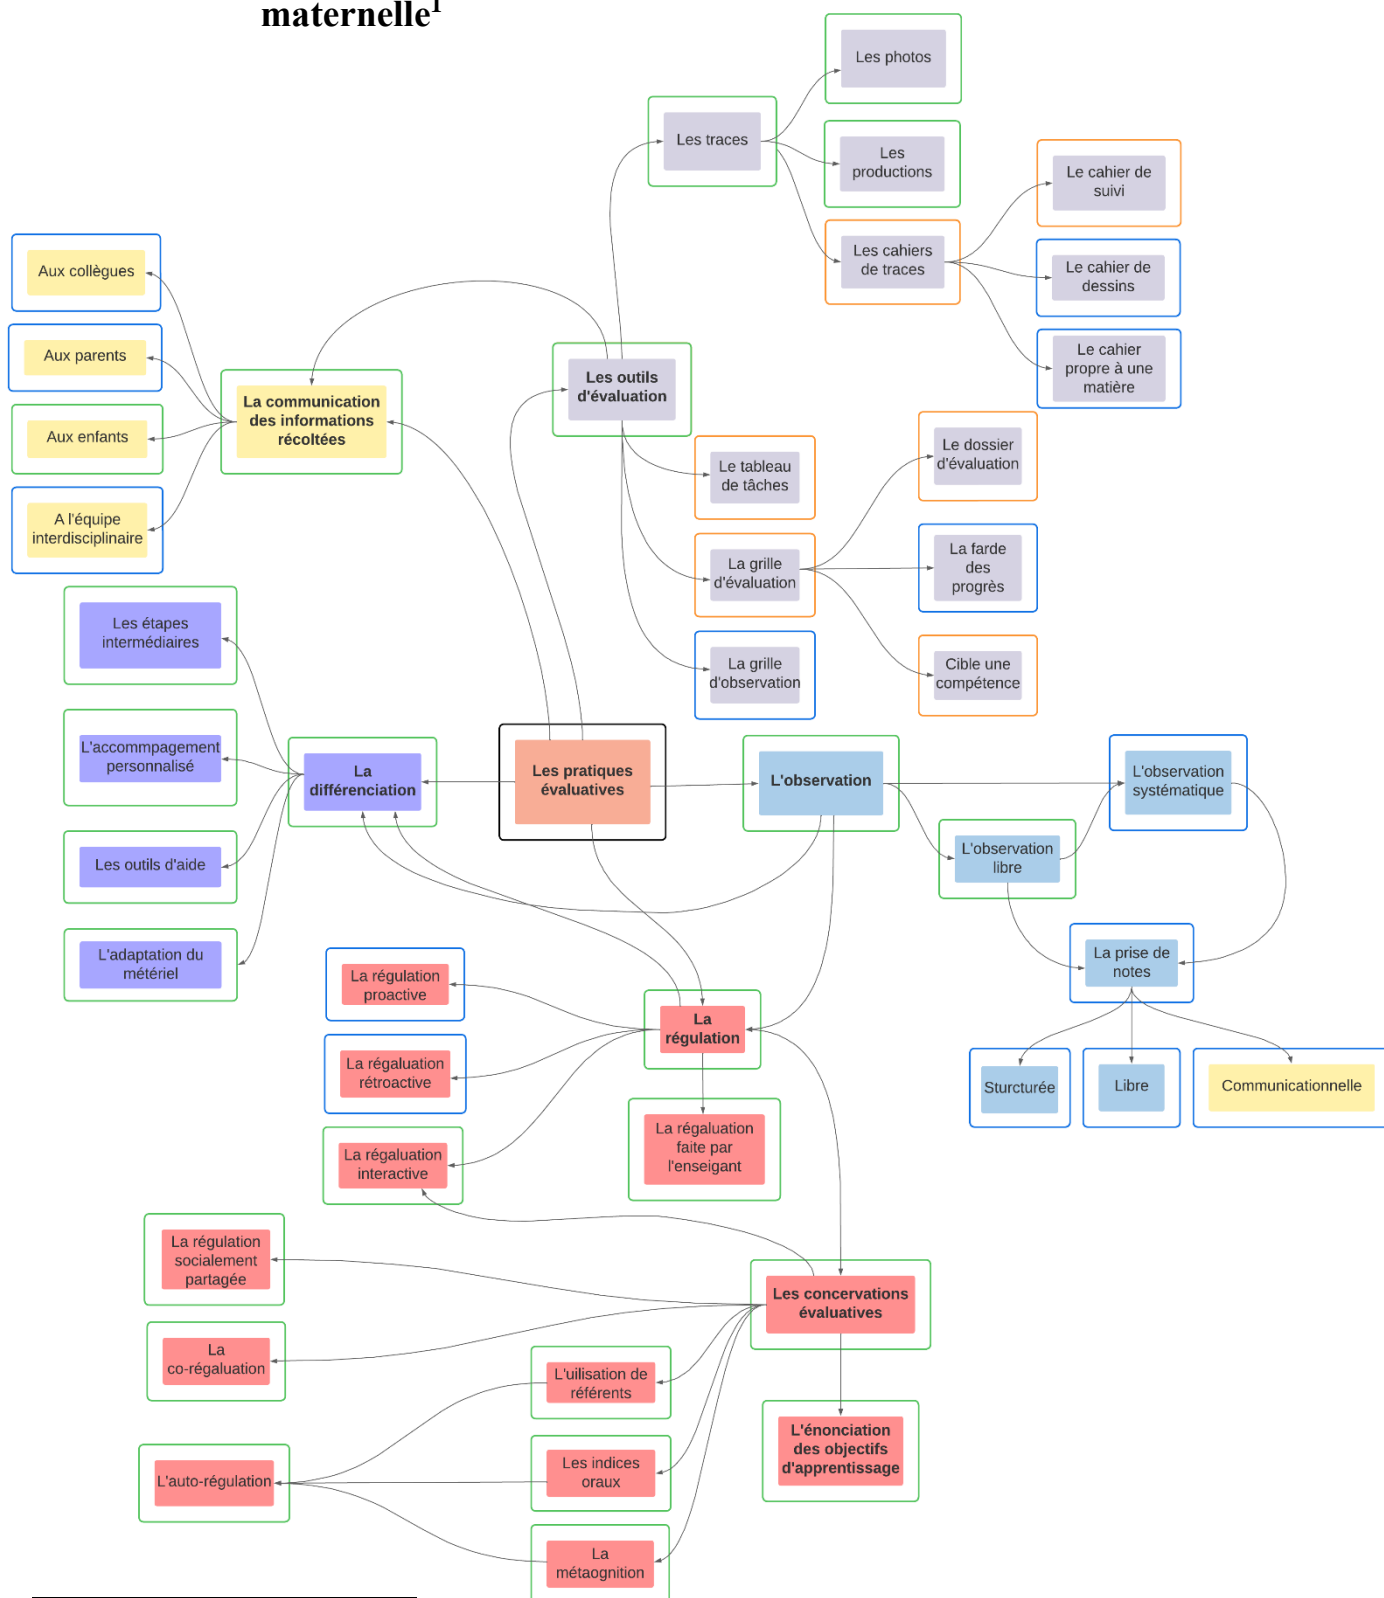 maternelle1
Les photos
Les traces
Les
productions
Le cahier de
suivi
Les cahiers
de traces
Le cahier de
dessins
Le cahier
propre à une
matière
Aux collègues
Aux parents
Aux enfants
A l'équipe
interdisciplinaire
La communication
des informations
récoltées
Les outils
d'évaluation
Le tableau
de tâches
La grille
d'évaluation
La grille
d'observation
Le dossier
d'évaluation
La farde
des
progrès
Cible une
compétence
Les étapes
intermédiaires
L'accommpagement
personnalisé
Les outils d'aide
L'adaptation du
métériel
La
différenciation
Les pratiques
évaluatives
L'observation
L'observation
systématique
L'observation
libre
La prise de
notes
Sturcturée
Libre
Communicationnelle
La régulation
proactive
La régaluation
rétroactive
La régaluation
interactive
La
régulation
La régaluation
faite par
l'enseigant
La régulation
socialement
partagée
La
co-régaluation
Les concervations
évaluatives
L'uilisation de
référents
Les indices
oraux
La
métaognition
L'auto-régulation
L'énonciation
des objectifs
d'apprentissage